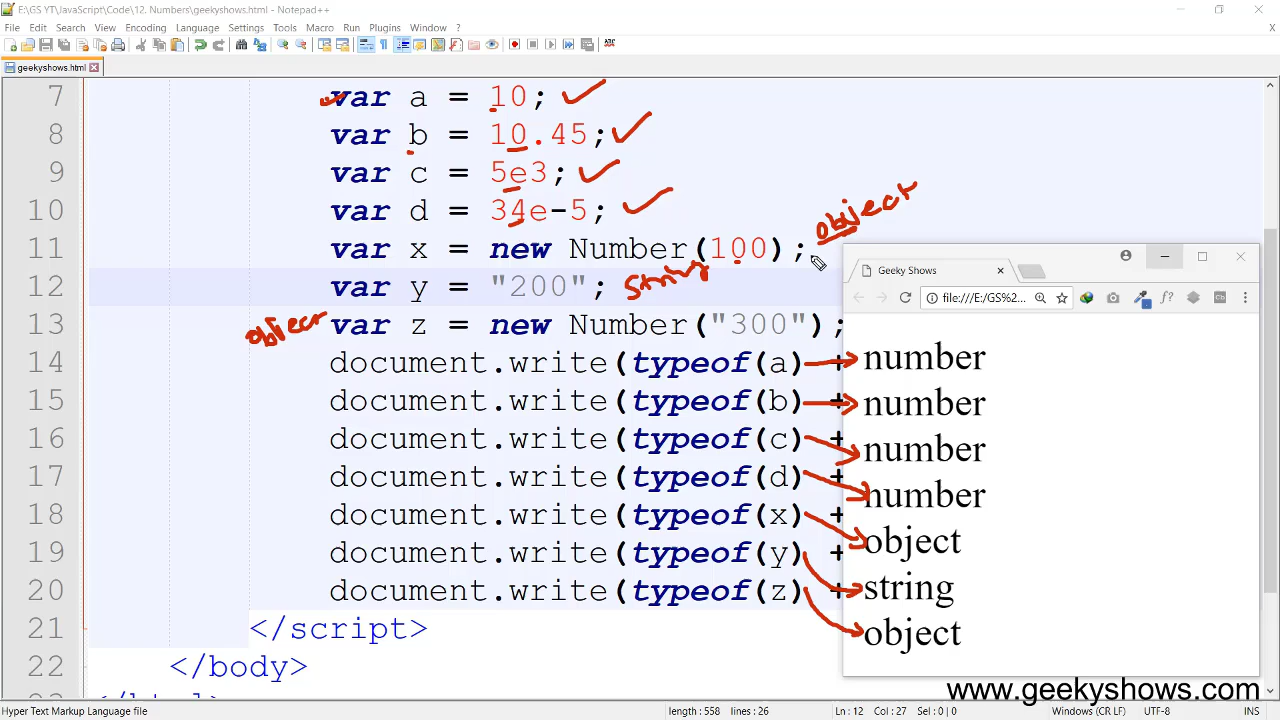 E:\GS YT\JavaScript\Code\12. Numbers\geekyshows.html - Notepad++
File Edit Search View Encoding Language Settings Tools Macro Run Plugins Window ? X
geekyshows.html
7 var a = 10;
8 var b = 10.45;
9 var c = 5e3;
10 var d = 34e-5;
object
11 var x = new Number(100);
12 var y = "200"; String
object
13 var z = new Number("300");
14 document.write(typeof(a) +
15 document.write(typeof(b) +
16 document.write(typeof(c) +
17 document.write(typeof(d) +
18 document.write(typeof(x) +
19 document.write(typeof(y) +
20 document.write(typeof(z) +
21 </script>
22 </body>
Geeky Shows
file:///E:/GS%2...
number
number
number
number
object
string
object
www.geekyshows.com
Hyper Text Markup Language file length : 558 lines : 26 Ln : 12 Col : 27 Sel : 0 | 0 Windows (CR LF) UTF-8 INS